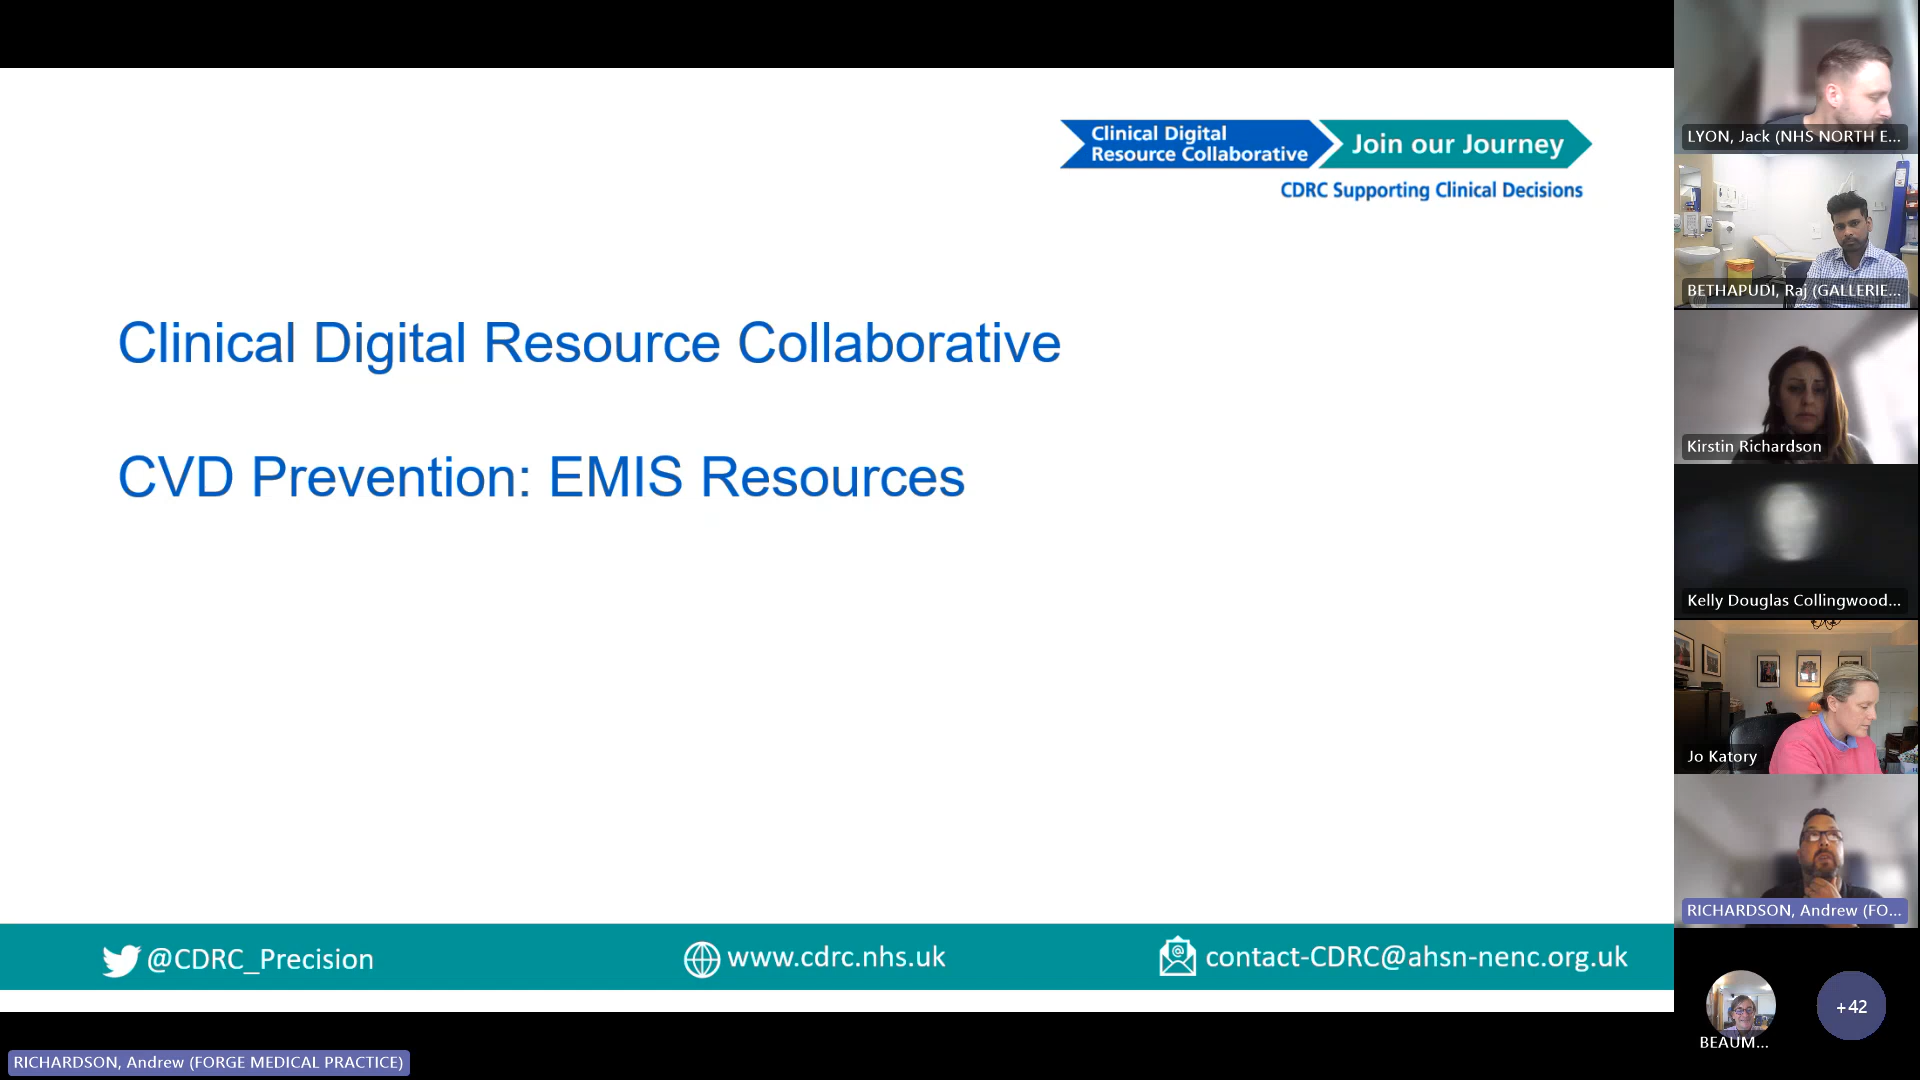 Clinical Digital
Resource Collaborative
Join our Journey
CDRC Supporting Clinical Decisions
Clinical Digital Resource Collaborative
CVD Prevention: EMIS Resources
@CDRC_Precision
www.cdrc.nhs.uk
contact-CDRC@ahsn-nenc.org.uk
RICHARDSON, Andrew (FORGE MEDICAL PRACTICE)
LYON, Jack (NHS NORTH E...
BETHAPUDI, Raj (GALLERIE...
Kirstin Richardson
Kelly Douglas Collingwood...
Jo Katory
RICHARDSON, Andrew (FO...
BEAUM...
+42